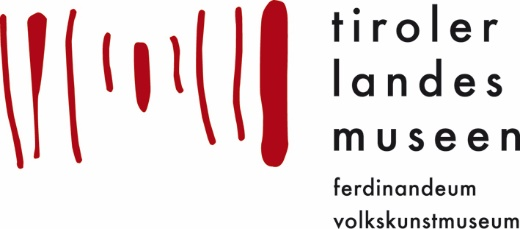 tiroler
landes
museen
ferdinandeum
volkskunstmuseum